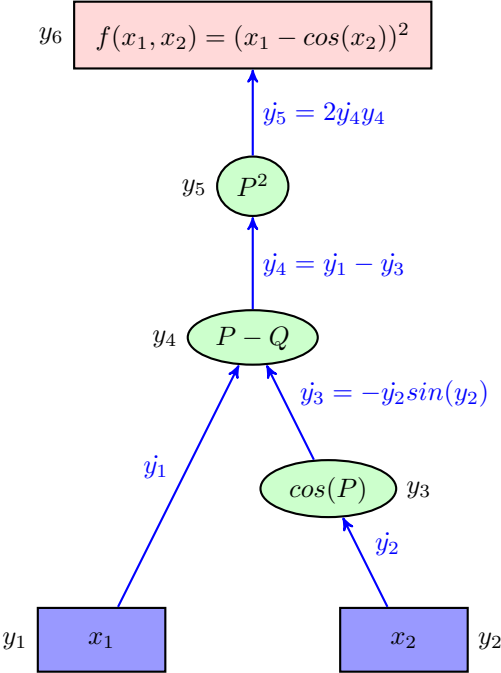 y₆ f(x₁, x₂) = (x₁ − cos(x₂))²
ẏ₅ = 2ẏ₄y₄
y₅ P²
ẏ₄ = ẏ₁ − ẏ₃
y₄ P − Q
ẏ₃ = −ẏ₂sin(y₂)
ẏ₁
cos(P) y₃
ẏ₂
y₁ x₁
x₂ y₂